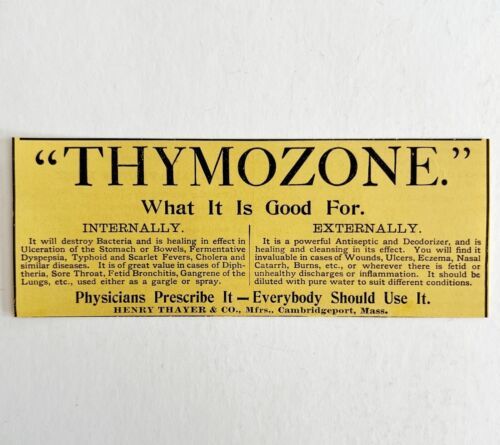 “THYMOZONE.”
What It Is Good For.
INTERNALLY.
It will destroy Bacteria and is healing in effect in
Ulceration of the Stomach or Bowels, Fermentative
Dyspepsia, Typhoid and Scarlet Fevers, Cholera and
similar diseases. It is of great value in cases of Diph-
theria, Sore Throat, Fetid Bronchitis, Gangrene of the
Lungs, etc., used either as a gargle or spray.
EXTERNALLY.
It is a powerful Antiseptic and Deodorizer, and is
healing and cleansing in its effect. You will find it
invaluable in cases of Wounds, Ulcers, Eczema, Nasal
Catarrh, Burns, etc., or wherever there is fetid or
unhealthy discharges or inflammation. It should be
diluted with pure water to suit different conditions.
Physicians Prescribe It—Everybody Should Use It.
HENRY THAYER & CO., Mfrs., Cambridgeport, Mass.